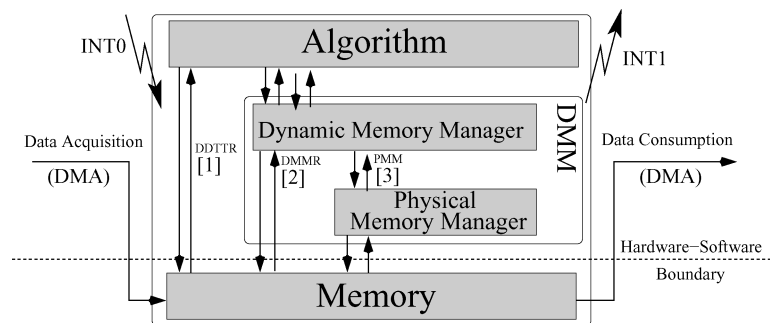 Algorithm
INT0
INT1
Dynamic Memory Manager
DMM
Data Acquisition
(DMA)
DDTTR
[1]
DMMR
[2]
PMM
[3]
Data Consumption
(DMA)
Physical
Memory Manager
Hardware−Software
Boundary
Memory